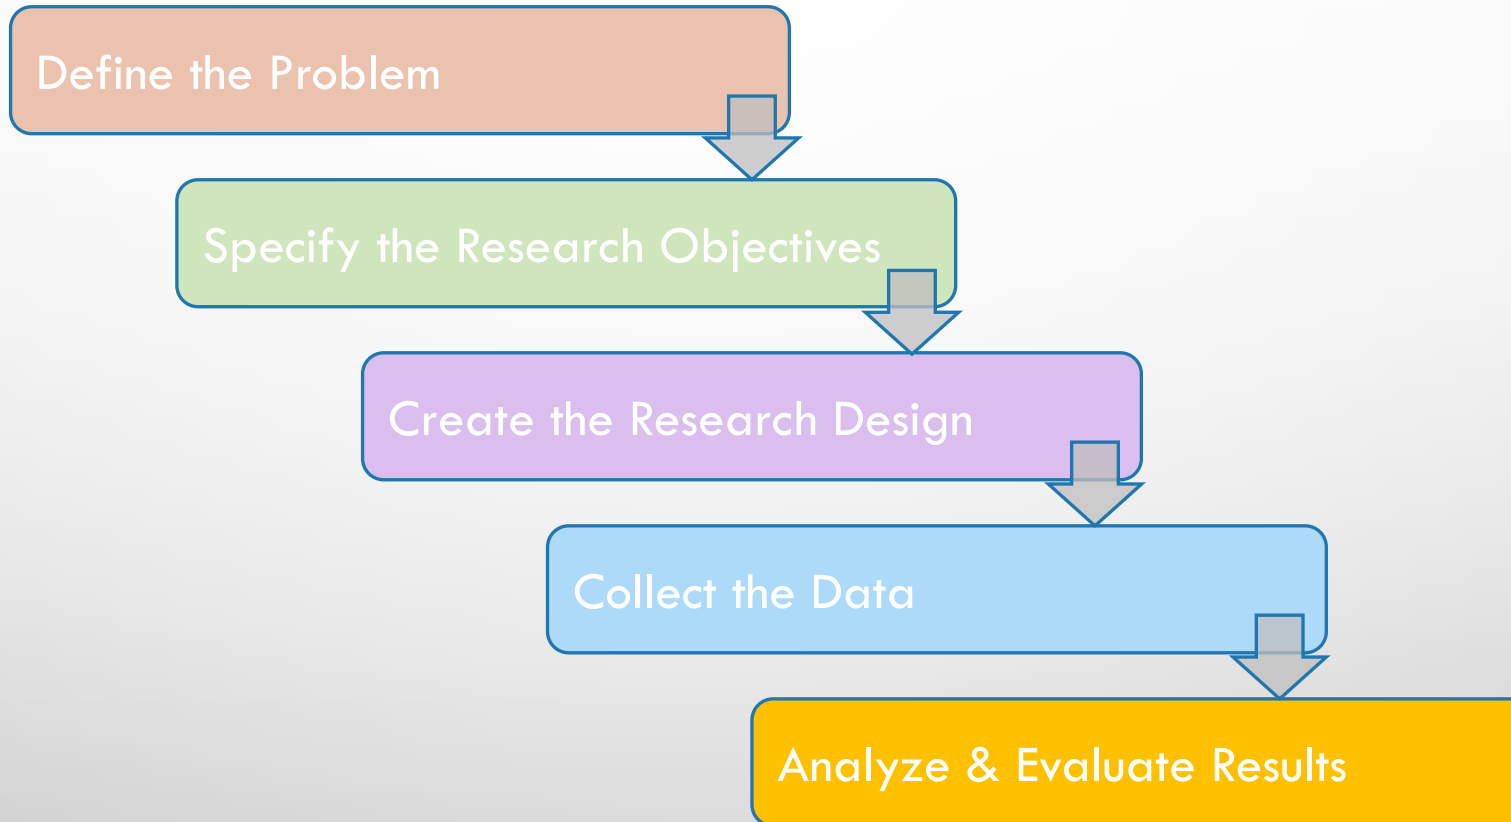 Define the Problem
Specify the Research Objectives
Create the Research Design
Collect the Data
Analyze & Evaluate Results